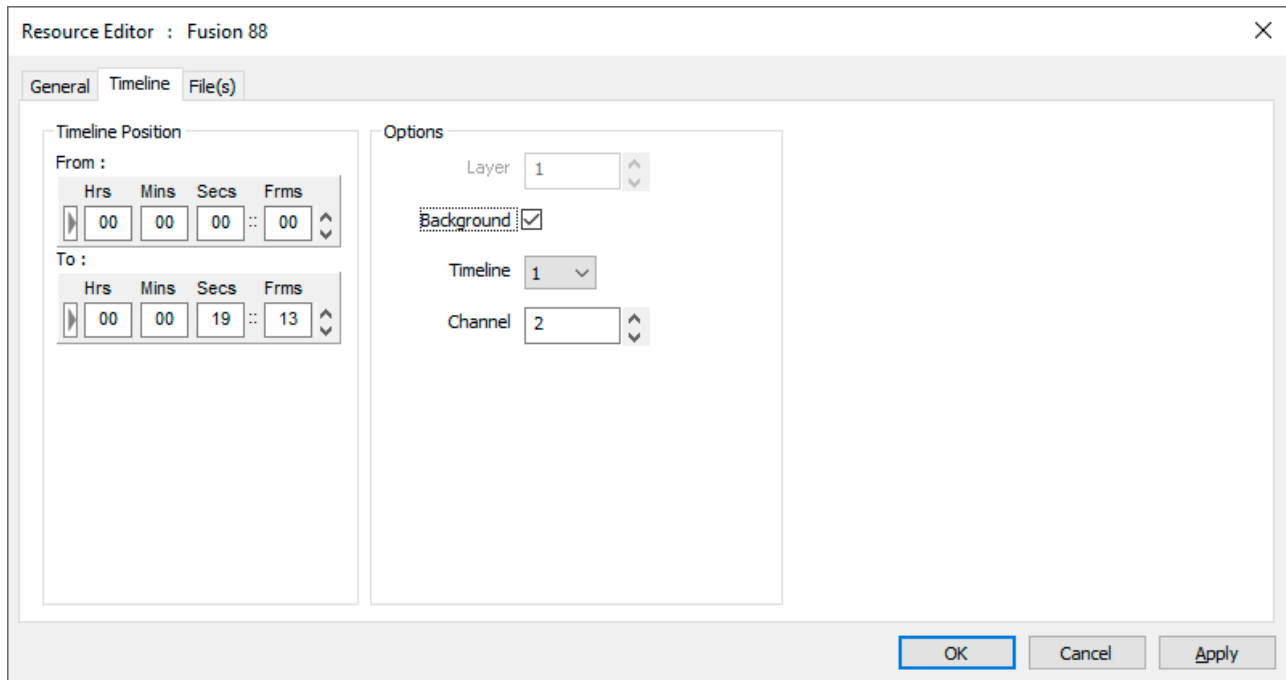 Resource Editor : Fusion 88
General Timeline File(s)
Timeline Position
From :
Hrs Mins Secs Frms
00 00 00 :: 00
To :
Hrs Mins Secs Frms
00 00 19 :: 13
Options
Layer 1
Background
Timeline 1
Channel 2
OK Cancel Apply